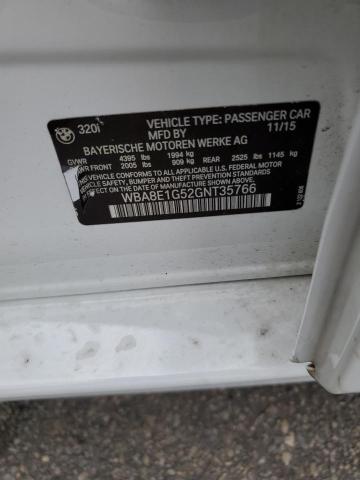 320i
VEHICLE TYPE: PASSENGER CAR
MFD BY 11/15
BAYERISCHE MOTOREN WERKE AG
GVWR 4395 lbs 1994 kg
WR FRONT 2005 lbs 909 kg REAR 2525 lbs 1145 kg
VEHICLE CONFORMS TO ALL APPLICABLE U.S. FEDERAL MOTOR
VEHICLE SAFETY, BUMPER AND THEFT PREVENTION STANDARDS
IN EFFECT ON THE DATE OF MANUFACTURE SHOWN ABOVE.
WBA8E1G52GNT35766